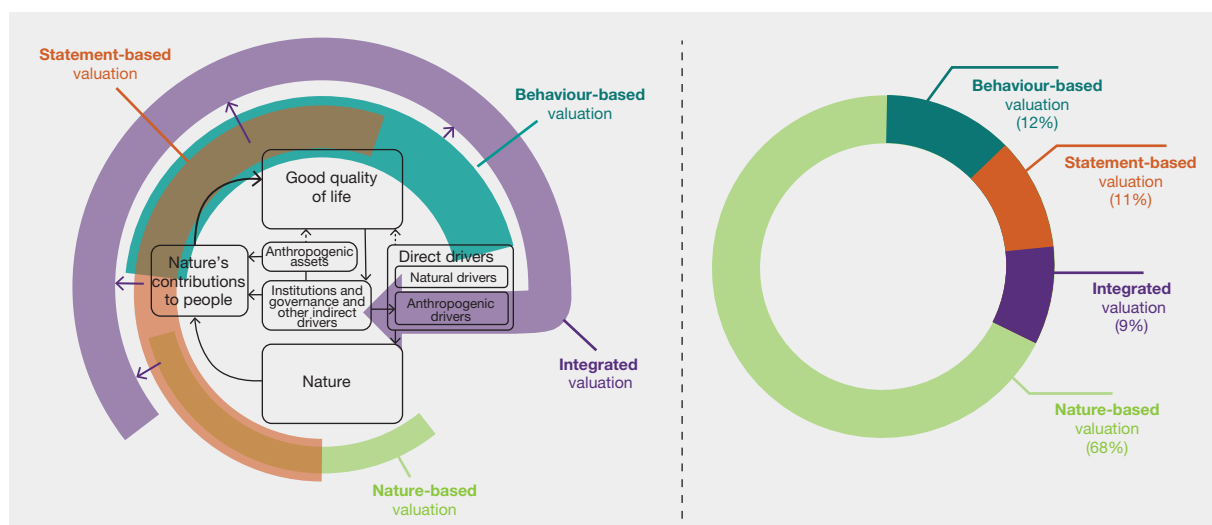 Statement-based
valuation
Behaviour-based
valuation
Good quality
of life
Anthropogenic
assets
Nature's
contributions
to people
Direct drivers
Natural drivers
Institutions and
governance and
other indirect
drivers
Anthropogenic
drivers
Nature
Integrated
valuation
Nature-based
valuation
Behaviour-based
valuation
(12%)
Statement-based
valuation
(11%)
Integrated
valuation
(9%)
Nature-based
valuation
(68%)